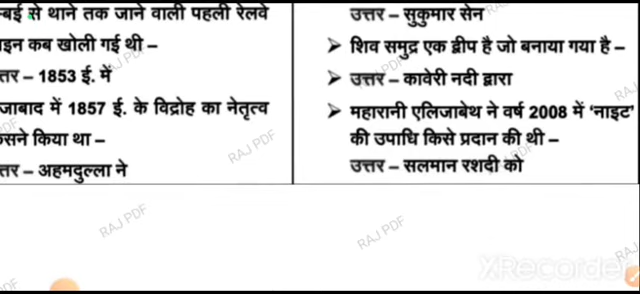 म्बई से थाने तक जाने वाली पहली रेलवे
इन कब खोली गई थी –
त्तर – 1853 ई. में
जाबाद में 1857 ई. के विद्रोह का नेतृत्व
सने किया था –
त्तर – अहमदुल्ला ने
उत्तर – सुकुमार सेन
➤ शिव समुद्र एक द्वीप है जो बनाया गया है –
➤ उत्तर – कावेरी नदी द्वारा
➤ महारानी एलिजाबेथ ने वर्ष 2008 में ‘नाइट’
की उपाधि किसे प्रदान की थी –
उत्तर – सलमान रशदी को
RAJ PDF
RAJ PDF
RAJ PDF
RAJ PDF
XRecorder